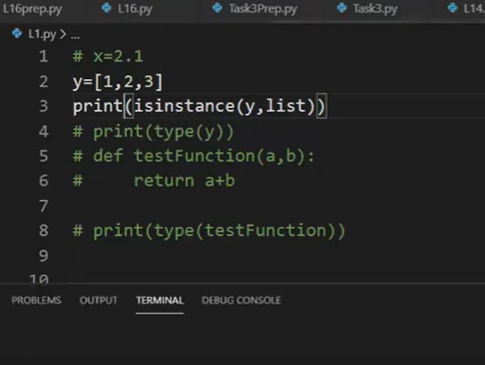 L16prep.py L16.py Task3Prep.py Task3.py L14.
L1.py > ...
1 # x=2.1
2 y=[1,2,3]
3 print(isinstance(y,list))
4 # print(type(y))
5 # def testFunction(a,b):
6 #     return a+b
7
8 # print(type(testFunction))
9
10
PROBLEMS OUTPUT TERMINAL DEBUG CONSOLE